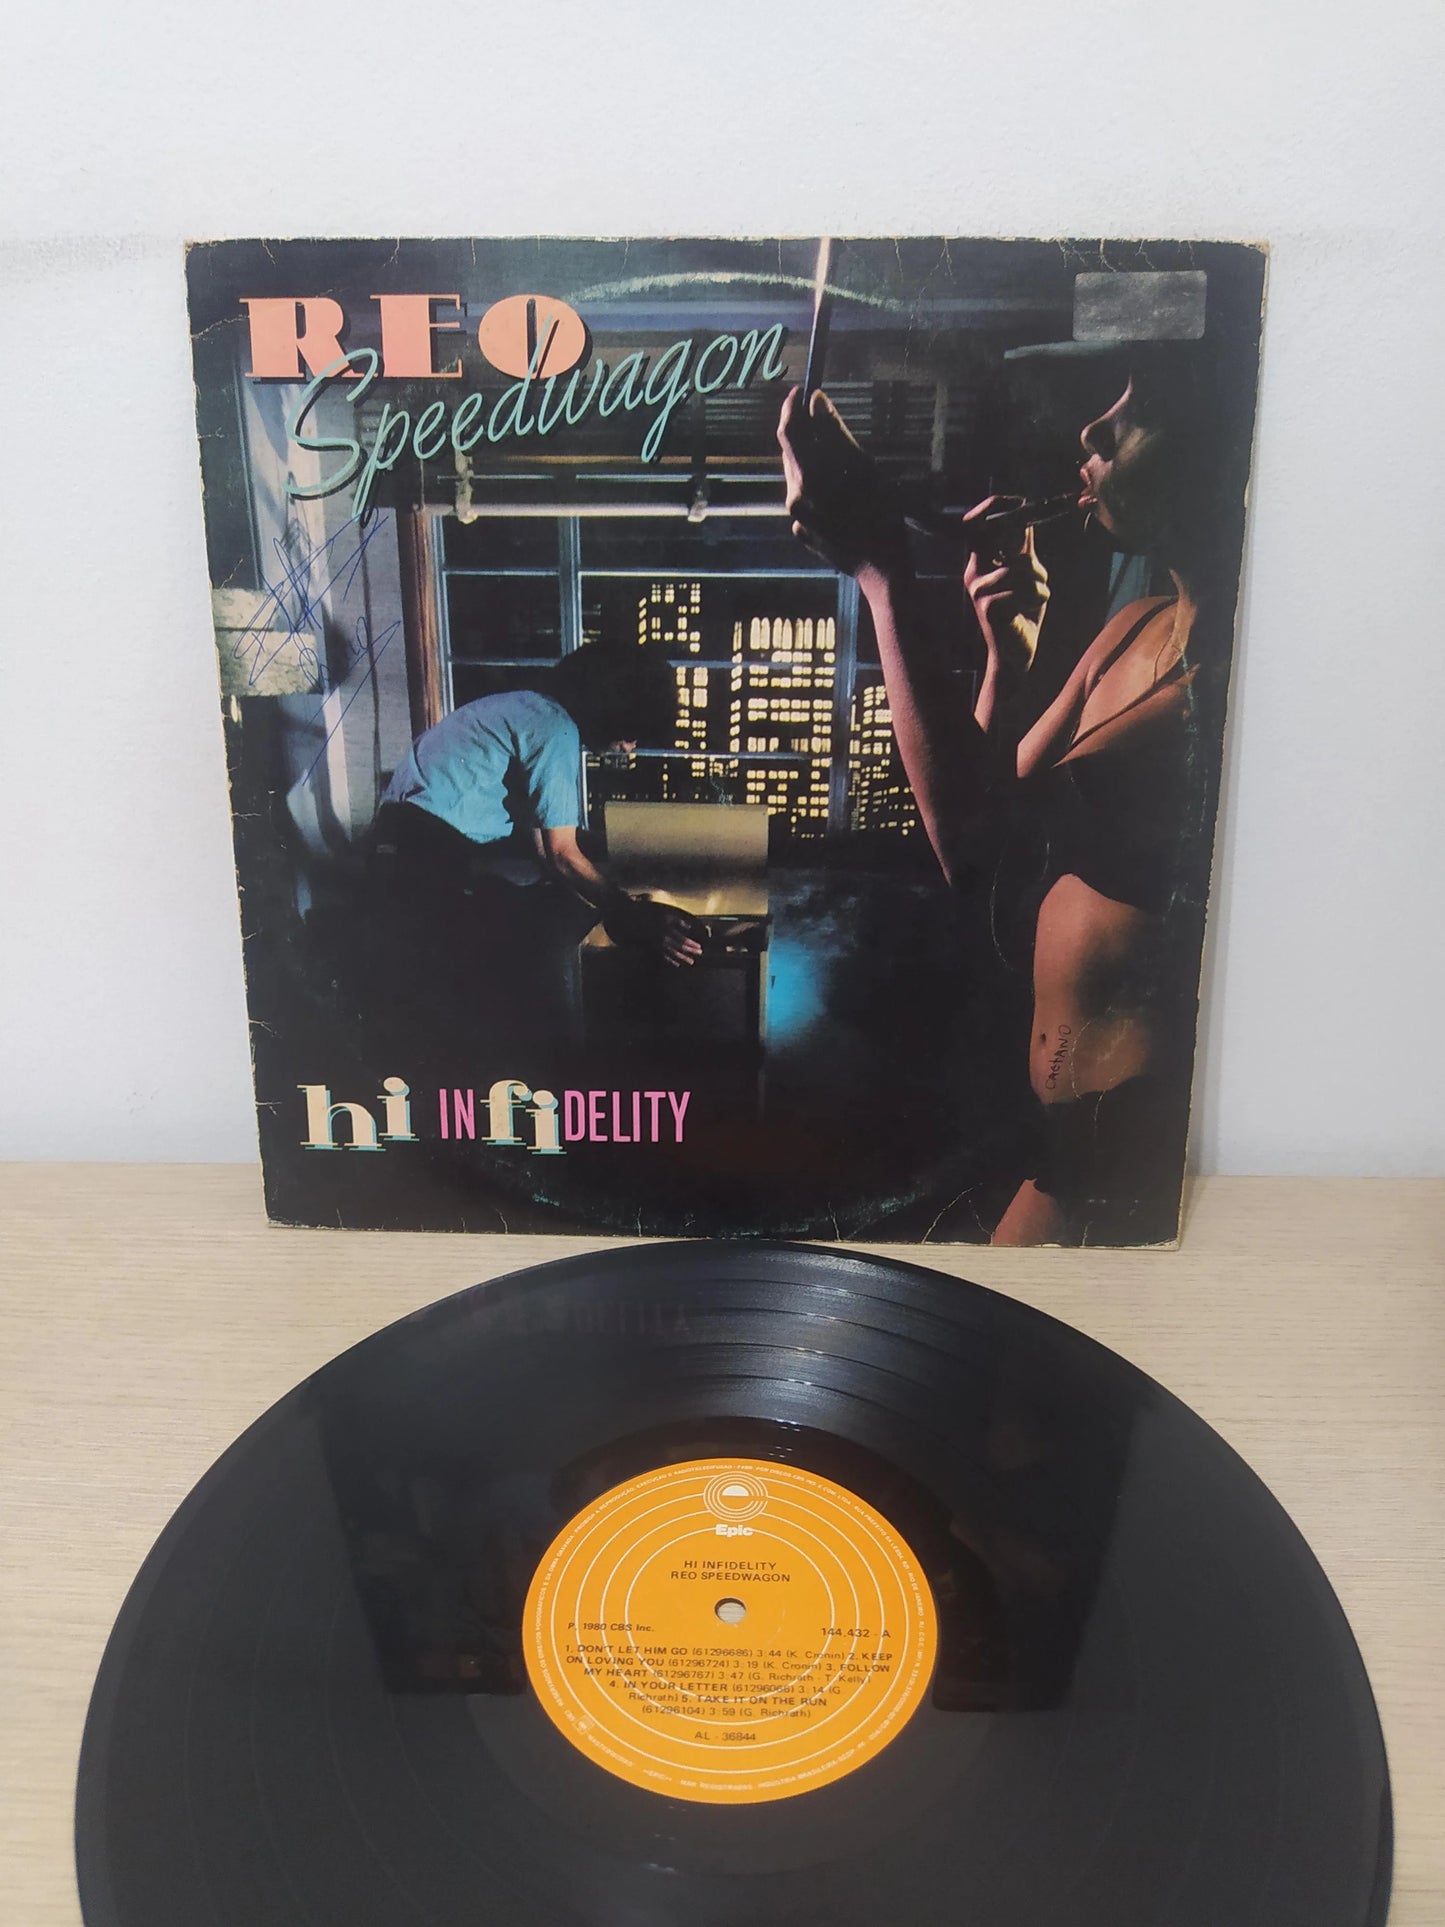 REO
Speedwagon
CAETANO
hi INfiDELITY
Epic
HI INFIDELITY
REO SPEEDWAGON
P. 1980 CBS Inc.
144,432 - A
1. DON'T LET HIM GO (61296686) 3:44 (K. Cronin) 2. KEEP
ON LOVING YOU (61296724) 3:19 (K. Cronin) 3. FOLLOW
MY HEART (61296767) 3:47 (G. Richrath - T. Kelly)
4. IN YOUR LETTER (61296066) 3:14 (G.
Richrath) 5. TAKE IT ON THE RUN
(61296104) 3:59 (G. Richrath)
AL - 36844